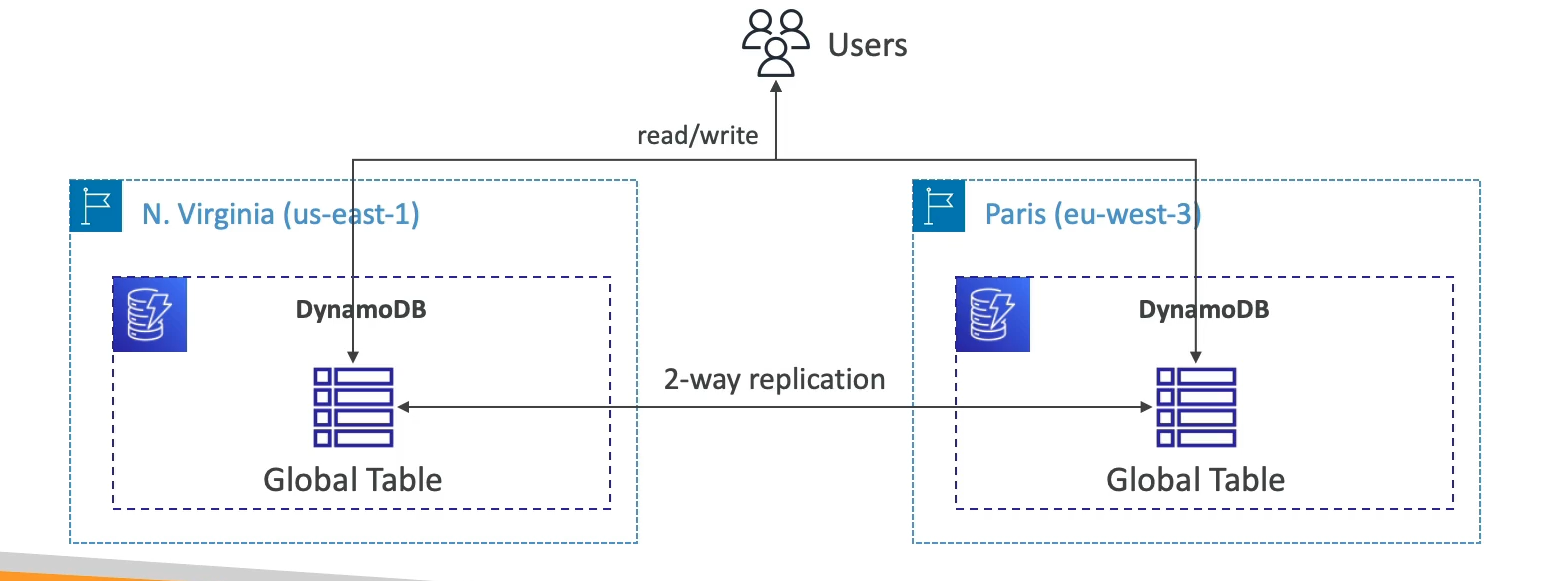 Users
read/write
N. Virginia (us-east-1)
Paris (eu-west-3)
DynamoDB
DynamoDB
2-way replication
Global Table
Global Table